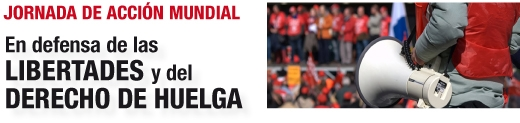 JORNADA DE ACCIÓN MUNDIAL
En defensa de las
LIBERTADES y del
DERECHO DE HUELGA